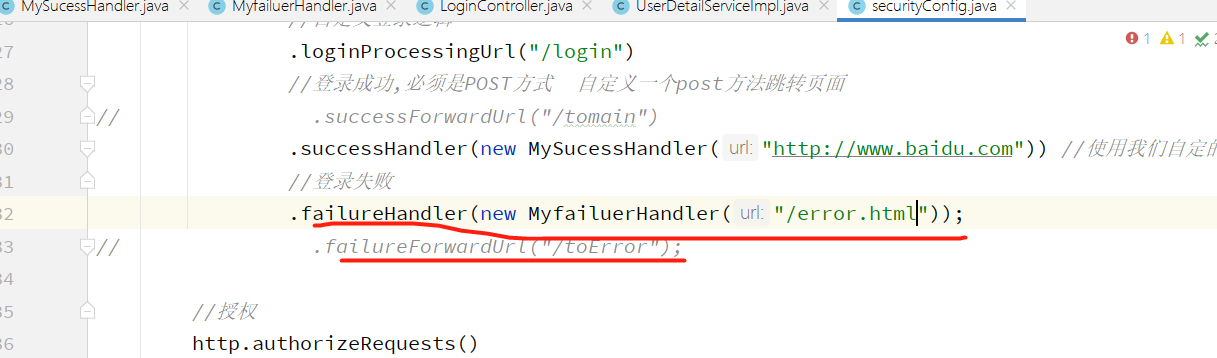 MySucessHandler.java × MyfailuerHandler.java × LoginController.java × UserDetailServiceImpl.java × securityConfig.java ×
27 .loginProcessingUrl("/login")
1 1 2
28 //登录成功,必须是POST方式 自定义一个post方法跳转页面
29 // .successForwardUrl("/tomain")
30 .successHandler(new MySucessHandler( url: "http://www.baidu.com")) //使用我们自定的
31 //登录失败
32 .failureHandler(new MyfailuerHandler( url: "/error.html"));
33 // .failureForwardUrl("/toError");
34
35 //授权
36 http.authorizeRequests()